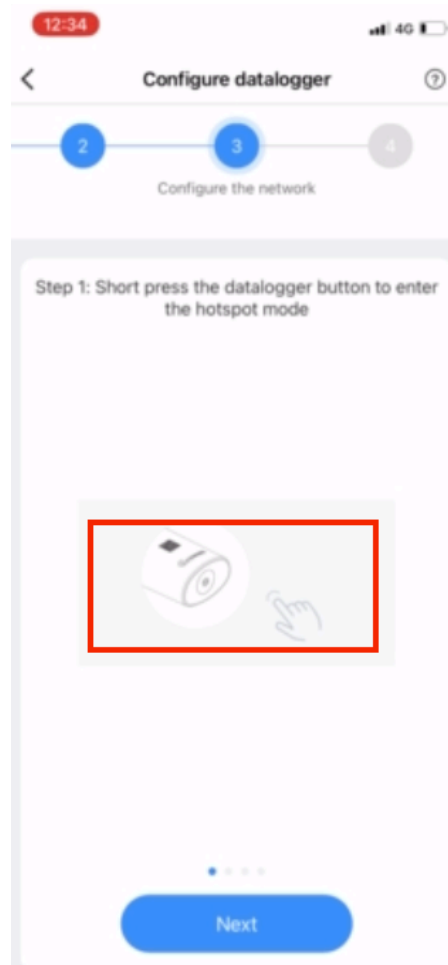 12:34
4G
Configure datalogger
?
2
3
4
Configure the network
Step 1: Short press the datalogger button to enter
the hotspot mode
Next